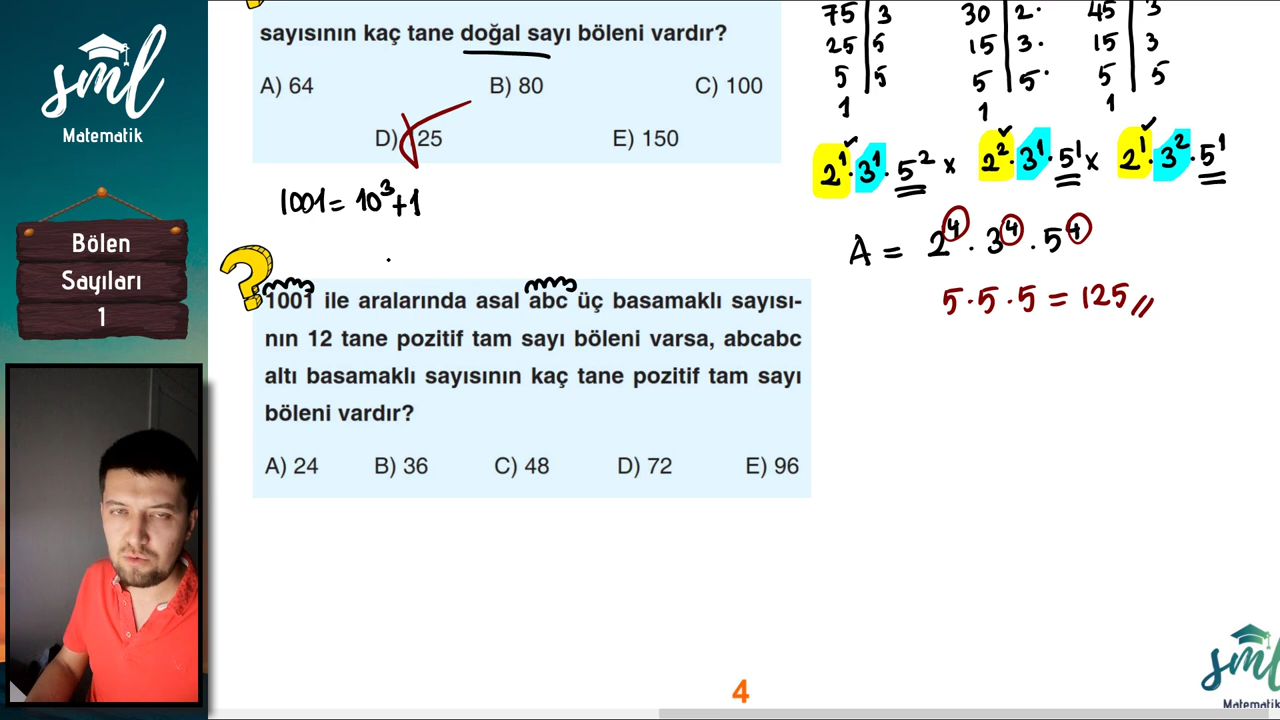 sml
Matematik
Bölen
Sayıları
1
sayısının kaç tane doğal sayı böleni vardır?
A) 64 B) 80 C) 100
D) 125 E) 150
1001 = 10³+1
75 3 30 2· 45 3
25 5 15 3· 15 3
5 5 5 5· 5 5
1 1 1
2¹·3¹·5² x 2²·3¹·5¹ x 2¹·3²·5¹
A = 2⁴·3⁴·5⁴
5·5·5 = 125//
1001 ile aralarında asal abc üç basamaklı sayısı-
nın 12 tane pozitif tam sayı böleni varsa, abcabc
altı basamaklı sayısının kaç tane pozitif tam sayı
böleni vardır?
A) 24 B) 36 C) 48 D) 72 E) 96
4
sml
Matematik